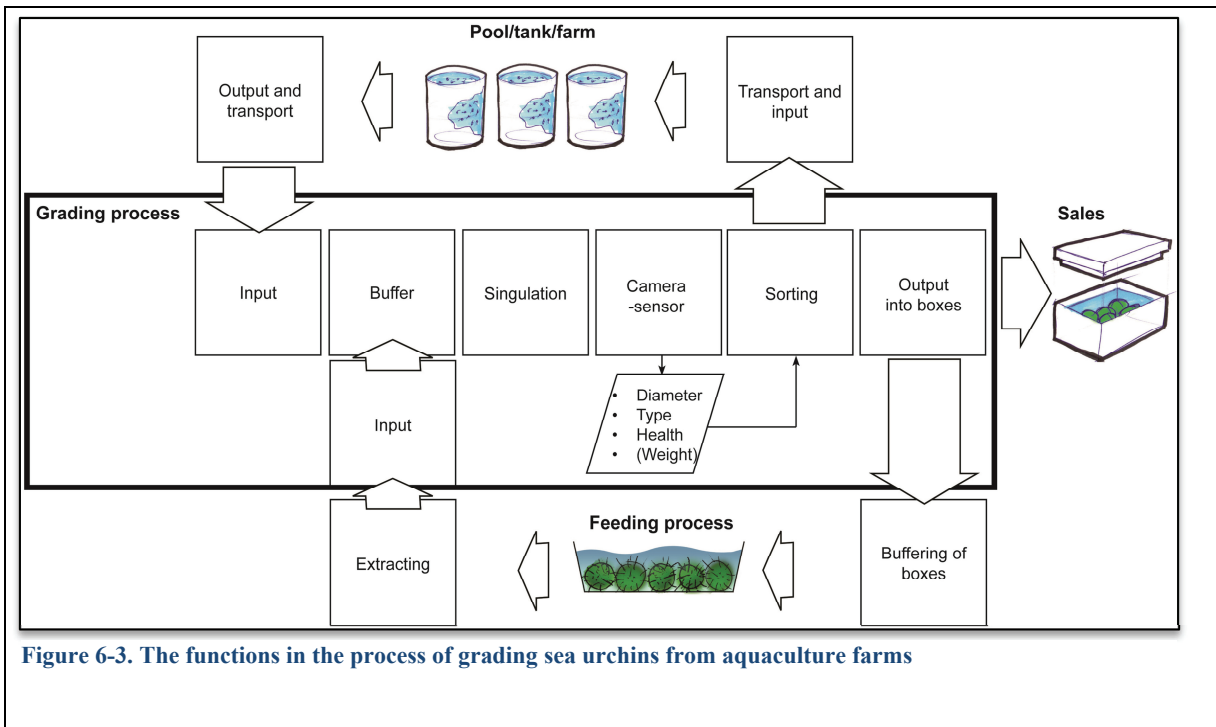 Pool/tank/farm
Output and
transport
Transport and
input
Grading process
Sales
Input
Buffer
Singulation
Camera
-sensor
Sorting
Output
into boxes
• Diameter
• Type
• Health
• (Weight)
Input
Feeding process
Extracting
Buffering of
boxes
Figure 6-3. The functions in the process of grading sea urchins from aquaculture farms